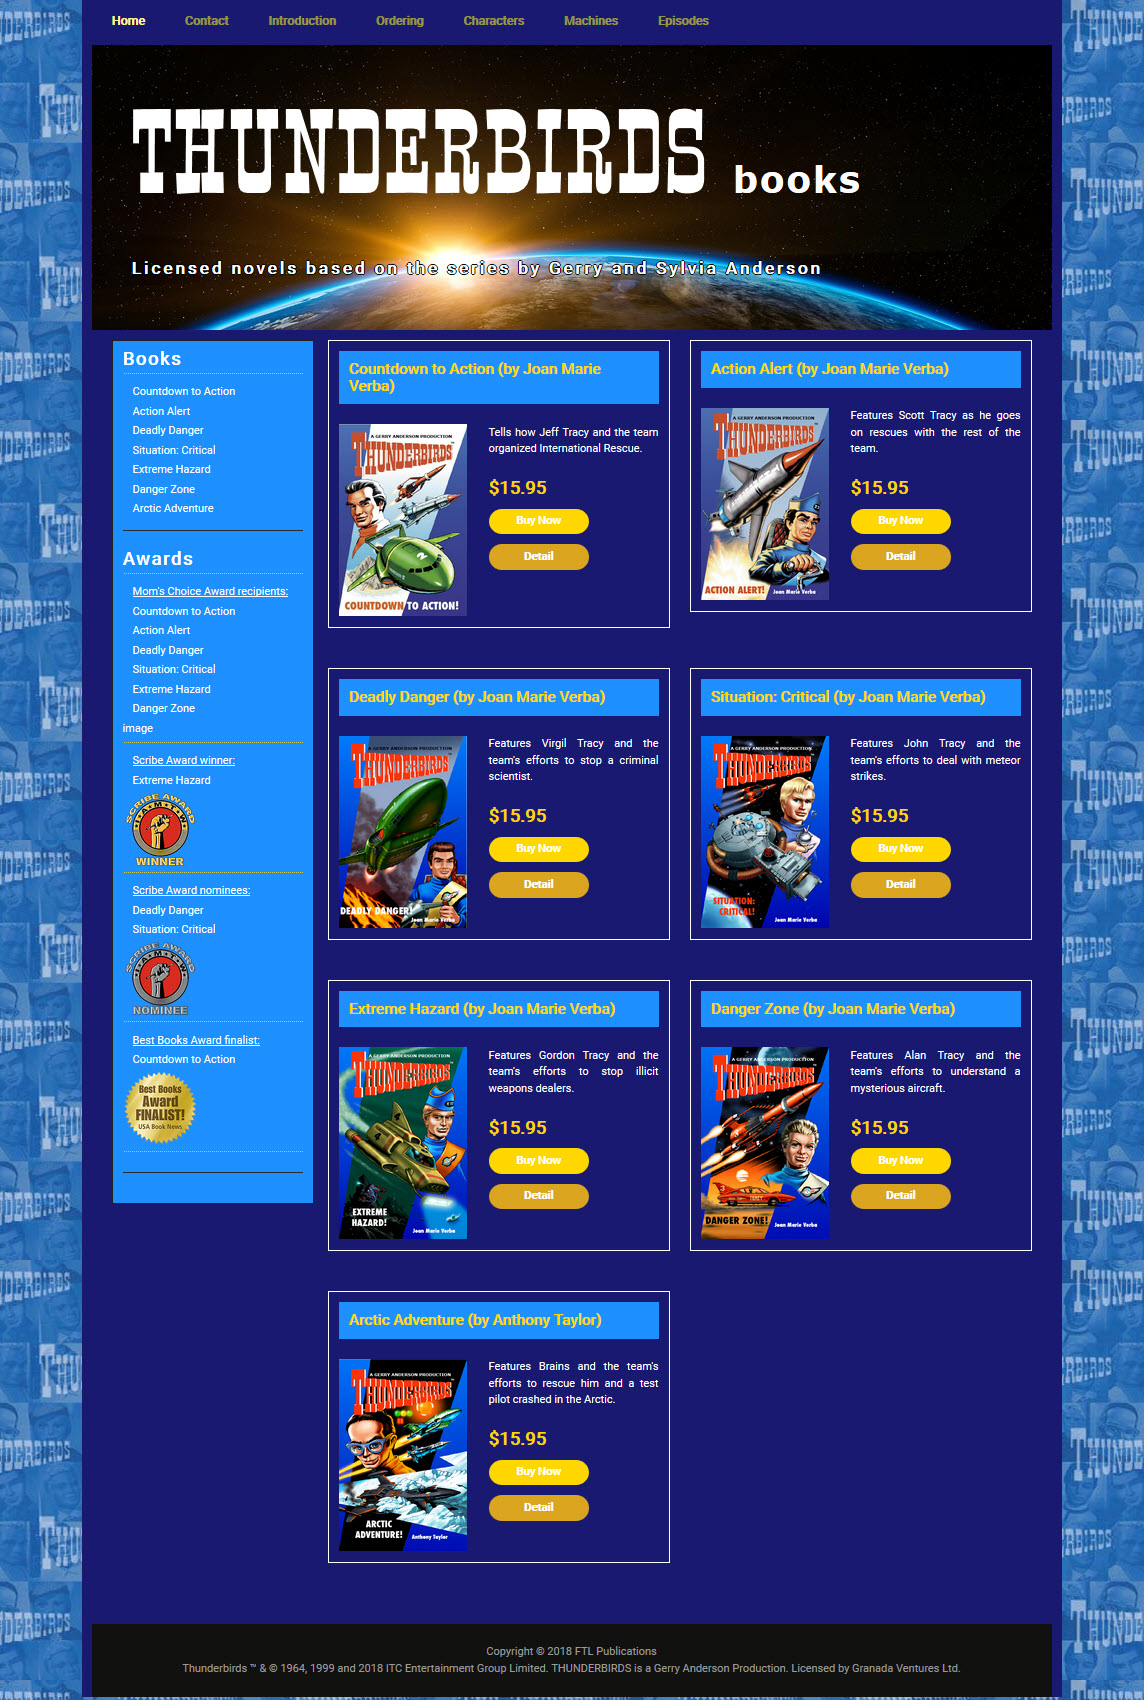 Home Contact Introduction Ordering Characters Machines Episodes
THUNDERBIRDS books
Licensed novels based on the series by Gerry and Sylvia Anderson
Books
Countdown to Action
Action Alert
Deadly Danger
Situation: Critical
Extreme Hazard
Danger Zone
Arctic Adventure
Awards
Mom's Choice Award recipients:
Countdown to Action
Action Alert
Deadly Danger
Situation: Critical
Extreme Hazard
Danger Zone
image
Scribe Award winner:
Extreme Hazard
SCRIBE AWARD
I A M T W
WINNER
Scribe Award nominees:
Deadly Danger
Situation: Critical
SCRIBE AWARD
I A M T W
NOMINEE
Best Books Award finalist:
Countdown to Action
Best Books
Award
FINALIST!
USA Book News
Countdown to Action (by Joan Marie
Verba)
A GERRY ANDERSON PRODUCTION
THUNDERBIRDS™
2
COUNTDOWN TO ACTION!
Tells how Jeff Tracy and the team
organized International Rescue.
$15.95
Buy Now
Detail
Action Alert (by Joan Marie Verba)
A GERRY ANDERSON PRODUCTION
THUNDERBIRDS™
ACTION ALERT!
Joan Marie Verba
Features Scott Tracy as he goes
on rescues with the rest of the
team.
$15.95
Buy Now
Detail
Deadly Danger (by Joan Marie Verba)
A GERRY ANDERSON PRODUCTION
THUNDERBIRDS
DEADLY DANGER!
Joan Marie Verba
Features Virgil Tracy and the
team's efforts to stop a criminal
scientist.
$15.95
Buy Now
Detail
Situation: Critical (by Joan Marie Verba)
A GERRY ANDERSON PRODUCTION
THUNDERBIRDS
SITUATION:
CRITICAL!
Joan Marie Verba
Features John Tracy and the
team's efforts to deal with meteor
strikes.
$15.95
Buy Now
Detail
Extreme Hazard (by Joan Marie Verba)
A GERRY ANDERSON PRODUCTION
THUNDERBIRDS
4
EXTREME
HAZARD!
Joan Marie Verba
Features Gordon Tracy and the
team's efforts to stop illicit
weapons dealers.
$15.95
Buy Now
Detail
Danger Zone (by Joan Marie Verba)
A GERRY ANDERSON PRODUCTION
THUNDERBIRDS™
3
DANGER ZONE!
Joan Marie Verba
Features Alan Tracy and the
team's efforts to understand a
mysterious aircraft.
$15.95
Buy Now
Detail
Arctic Adventure (by Anthony Taylor)
A GERRY ANDERSON PRODUCTION
THUNDERBIRDS
ARCTIC
ADVENTURE!
Anthony Taylor
Features Brains and the team's
efforts to rescue him and a test
pilot crashed in the Arctic.
$15.95
Buy Now
Detail
Copyright © 2018 FTL Publications
Thunderbirds ™ & © 1964, 1999 and 2018 ITC Entertainment Group Limited. THUNDERBIRDS is a Gerry Anderson Production. Licensed by Granada Ventures Ltd.